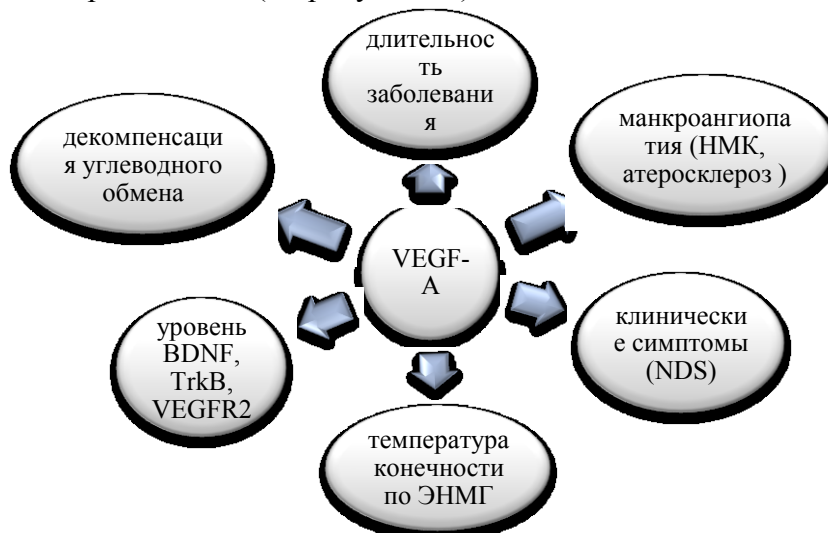 длительнос
ть
заболевани
я
декомпенсаци
я углеводного
обмена
манкроангиопа
тия (НМК,
атеросклероз )
VEGF-
A
уровень
BDNF,
TrkB,
VEGFR2
клинически
е симптомы
(NDS)
температура
конечности
по ЭНМГ